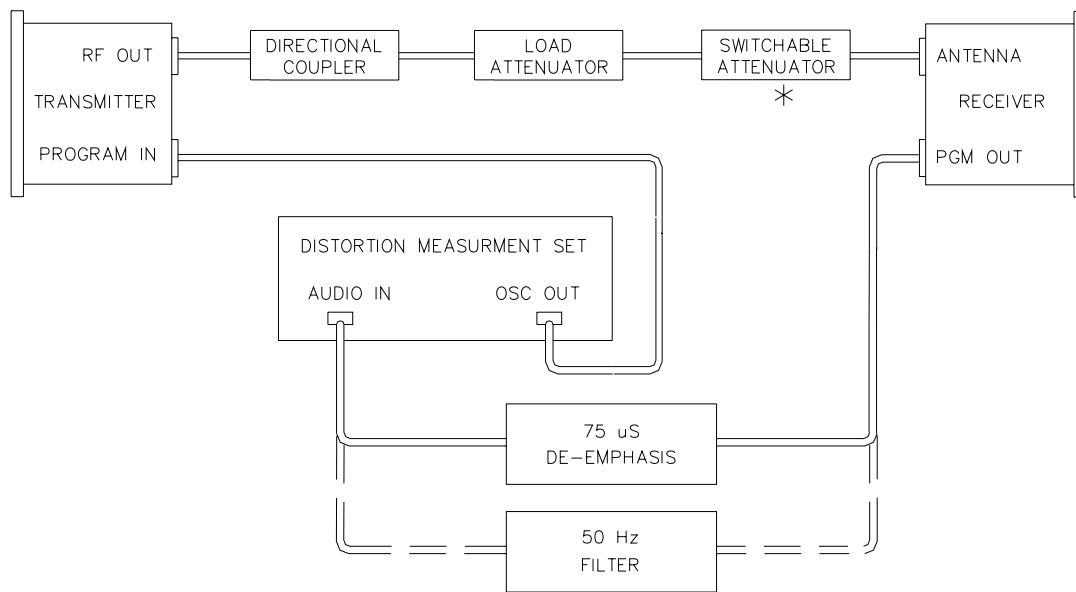 RF OUT
TRANSMITTER
PROGRAM IN
DIRECTIONAL
COUPLER
LOAD
ATTENUATOR
SWITCHABLE
ATTENUATOR
*
ANTENNA
RECEIVER
PGM OUT
DISTORTION MEASURMENT SET
AUDIO IN
OSC OUT
75 uS
DE-EMPHASIS
50 Hz
FILTER